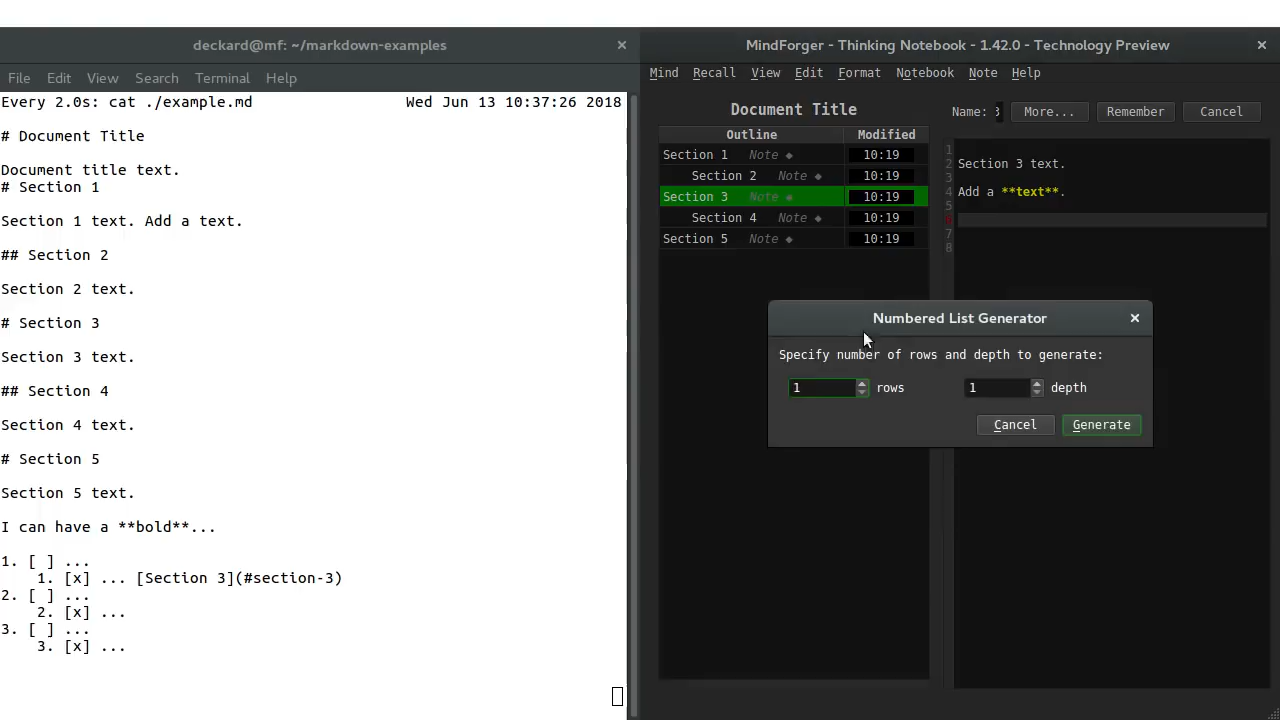 deckard@mf: ~/markdown-examples
File Edit View Search Terminal Help
Every 2.0s: cat ./example.md Wed Jun 13 10:37:26 2018
# Document Title
Document title text.
# Section 1
Section 1 text. Add a text.
## Section 2
Section 2 text.
# Section 3
Section 3 text.
## Section 4
Section 4 text.
# Section 5
Section 5 text.
I can have a **bold**...
1. [ ] ...
1. [x] ... [Section 3](#section-3)
2. [ ] ...
2. [x] ...
3. [ ] ...
3. [x] ...
MindForger - Thinking Notebook - 1.42.0 - Technology Preview
Mind Recall View Edit Format Notebook Note Help
Document Title
Outline Modified
Section 1 Note 10:19
Section 2 Note 10:19
Section 3 Note 10:19
Section 4 Note 10:19
Section 5 Note 10:19
Name: 3 More... Remember Cancel
1
2 Section 3 text.
3
4 Add a **text**.
5
6
7
8
Numbered List Generator
Specify number of rows and depth to generate:
1 rows 1 depth
Cancel Generate